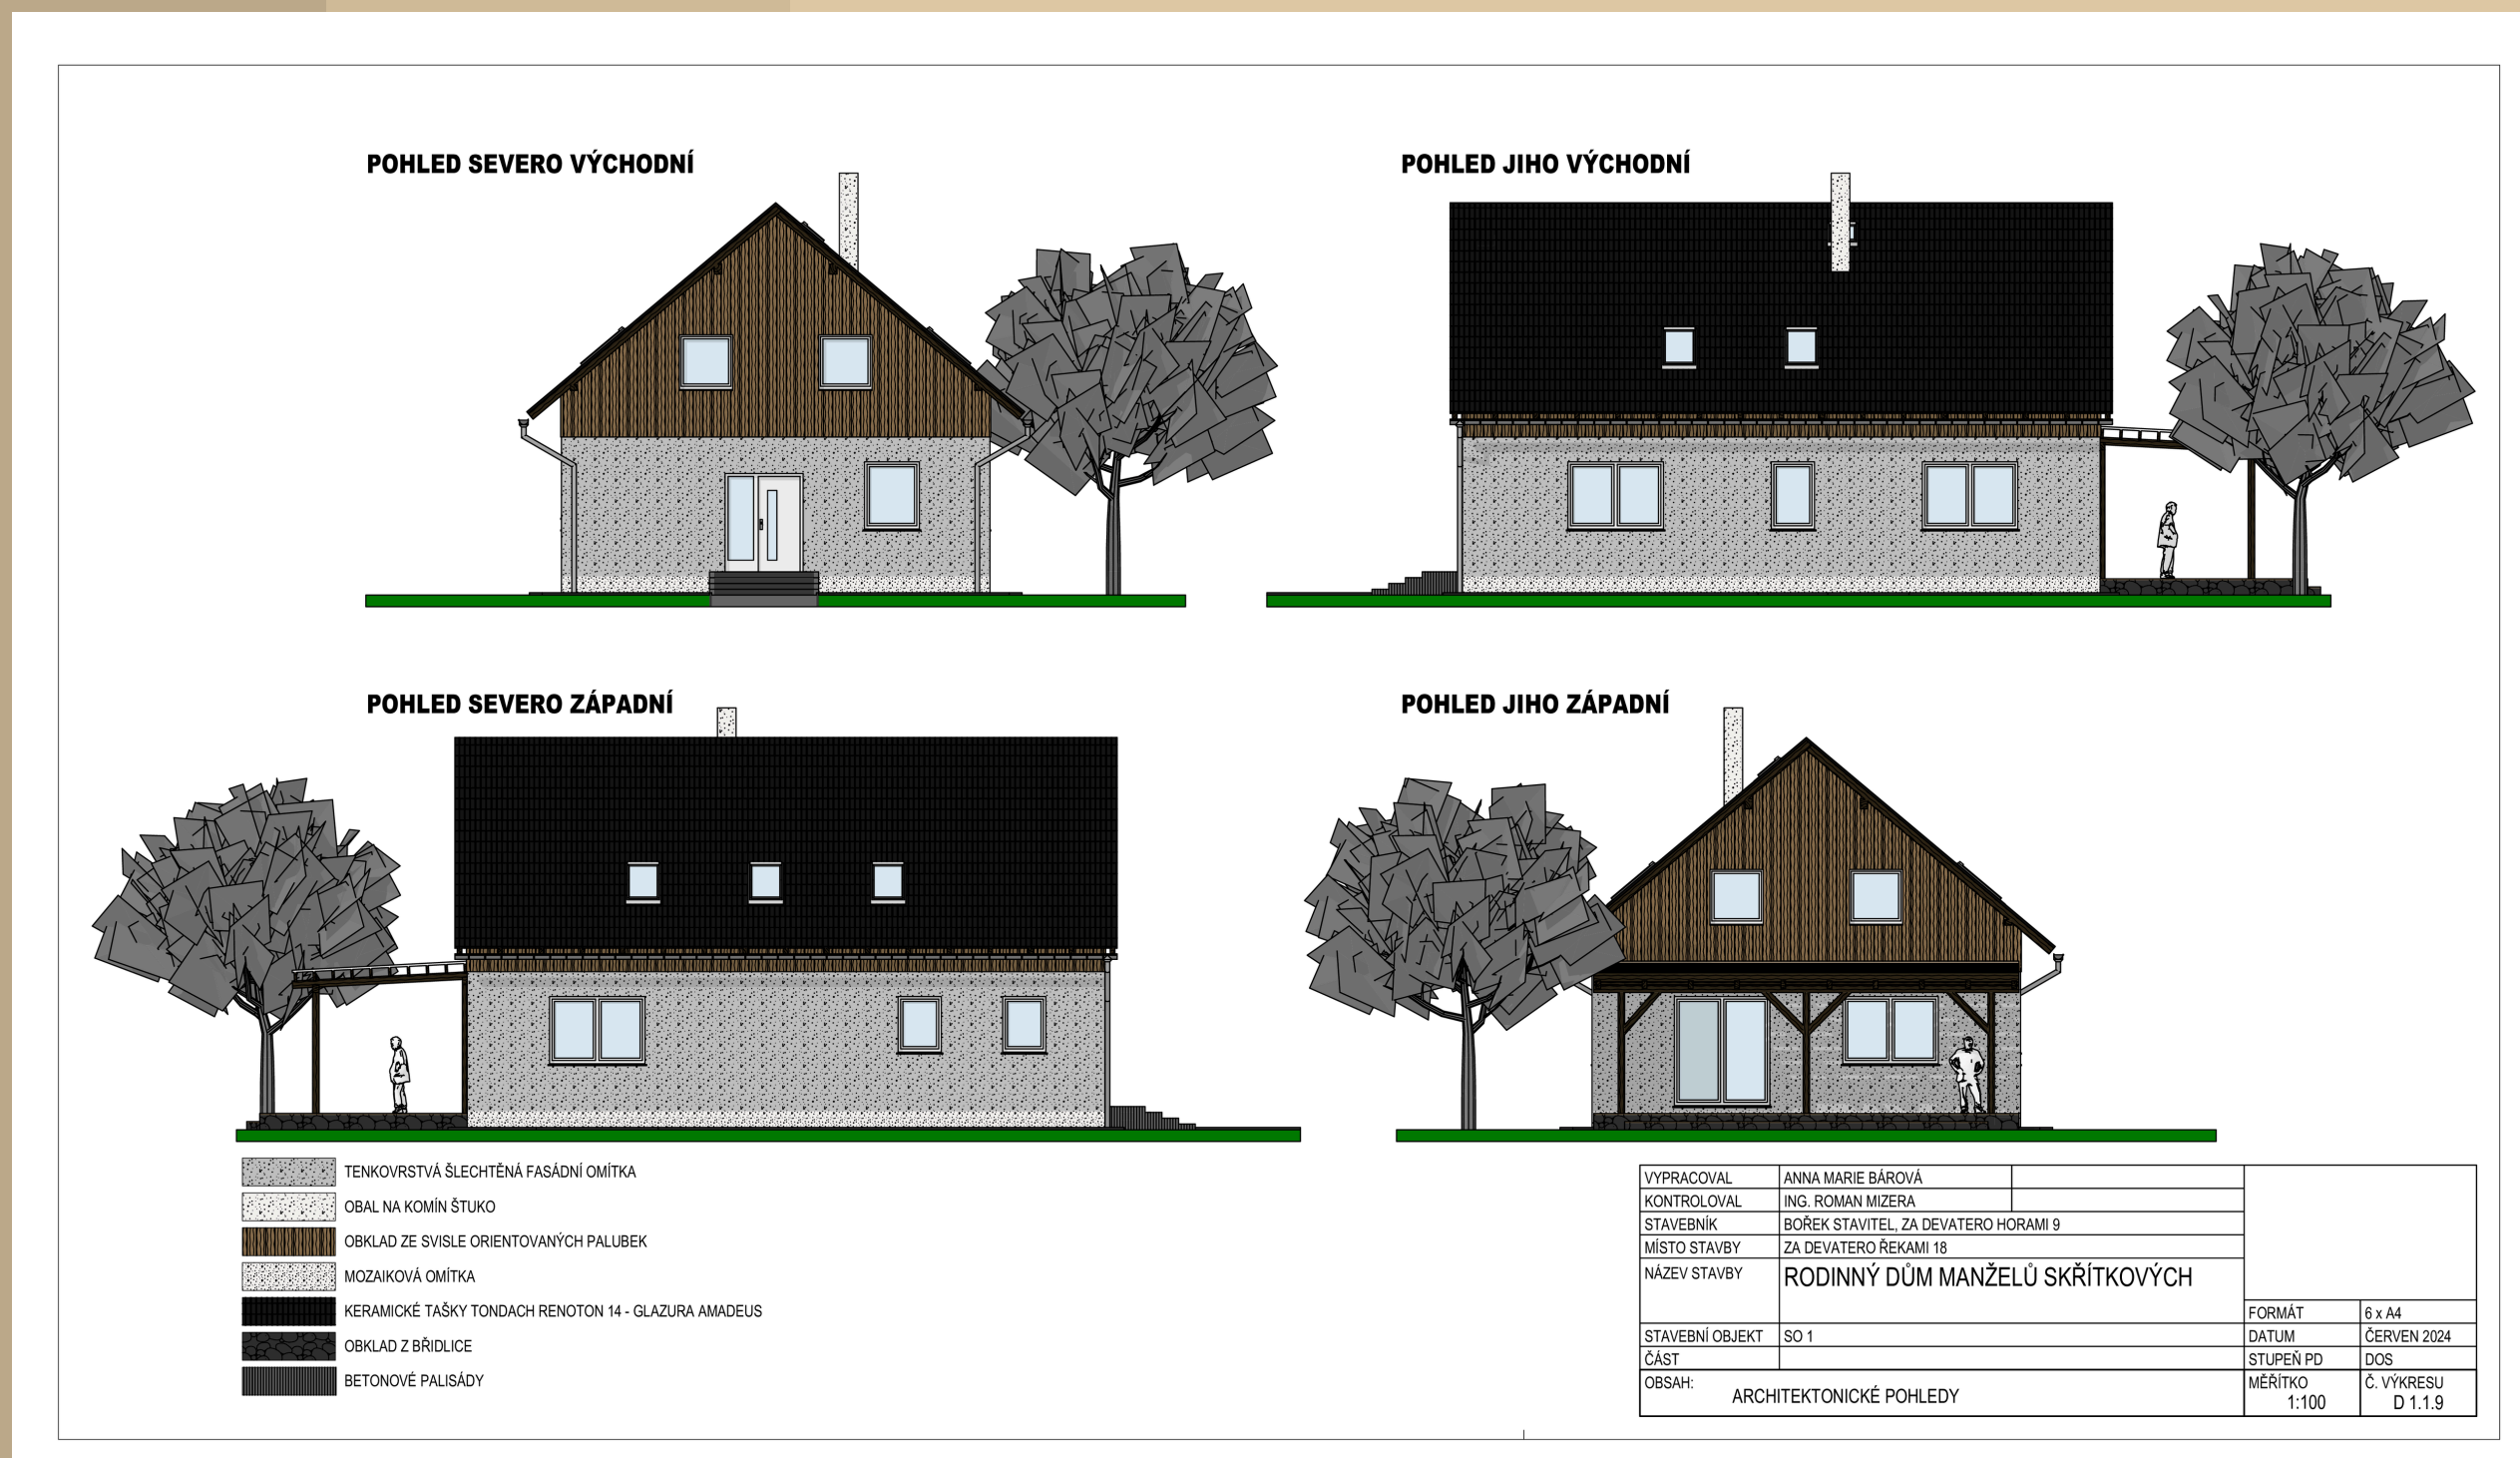 POHLED SEVERO VÝCHODNÍ
POHLED JIHO VÝCHODNÍ
POHLED SEVERO ZÁPADNÍ
POHLED JIHO ZÁPADNÍ
TENKOVRSTVÁ ŠLECHTĚNÁ FASÁDNÍ OMÍTKA
OBAL NA KOMÍN ŠTUKO
OBKLAD ZE SVISLE ORIENTOVANÝCH PALUBEK
MOZAIKOVÁ OMÍTKA
KERAMICKÉ TAŠKY TONDACH RENOTON 14 - GLAZURA AMADEUS
OBKLAD Z BŘIDLICE
BETONOVÉ PALISÁDY
VYPRACOVAL ANNA MARIE BÁROVÁ
KONTROLOVAL ING. ROMAN MIZERA
STAVEBNÍK BOŘEK STAVITEL, ZA DEVATERO HORAMI 9
MÍSTO STAVBY ZA DEVATERO ŘEKAMI 18
NÁZEV STAVBY RODINNÝ DŮM MANŽELŮ SKŘÍTKOVÝCH
FORMÁT 6 x A4
STAVEBNÍ OBJEKT SO 1 DATUM ČERVEN 2024
ČÁST STUPEŇ PD DOS
OBSAH: ARCHITEKTONICKÉ POHLEDY
MĚŘÍTKO 1:100
Č. VÝKRESU D 1.1.9